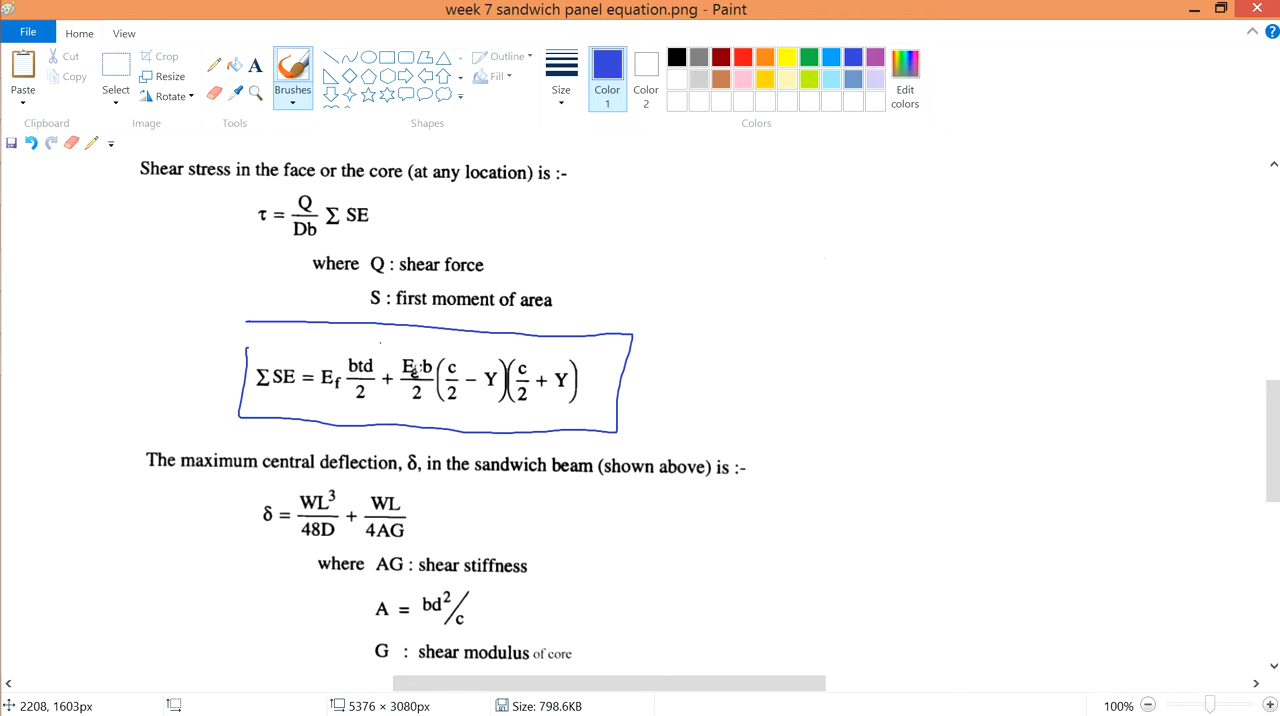 week 7 sandwich panel equation.png - Paint
File
Home
View
Paste
Cut
Copy
Clipboard
Select
Crop
Resize
Rotate
Image
A
Tools
Brushes
Shapes
Outline
Fill
Size
Color 1
Color 2
Edit colors
Colors
Shear stress in the face or the core (at any location) is :-
τ = Q/Db Σ SE
where Q : shear force
S : first moment of area
ΣSE = E_f btd/2 + E_c b/2 (c/2 − Y)(c/2 + Y)
The maximum central deflection, δ, in the sandwich beam (shown above) is :-
δ = WL³/48D + WL/4AG
where AG : shear stiffness
A = bd²/c
G : shear modulus of core
2208, 1603px
5376 × 3080px
Size: 798.6KB
100%